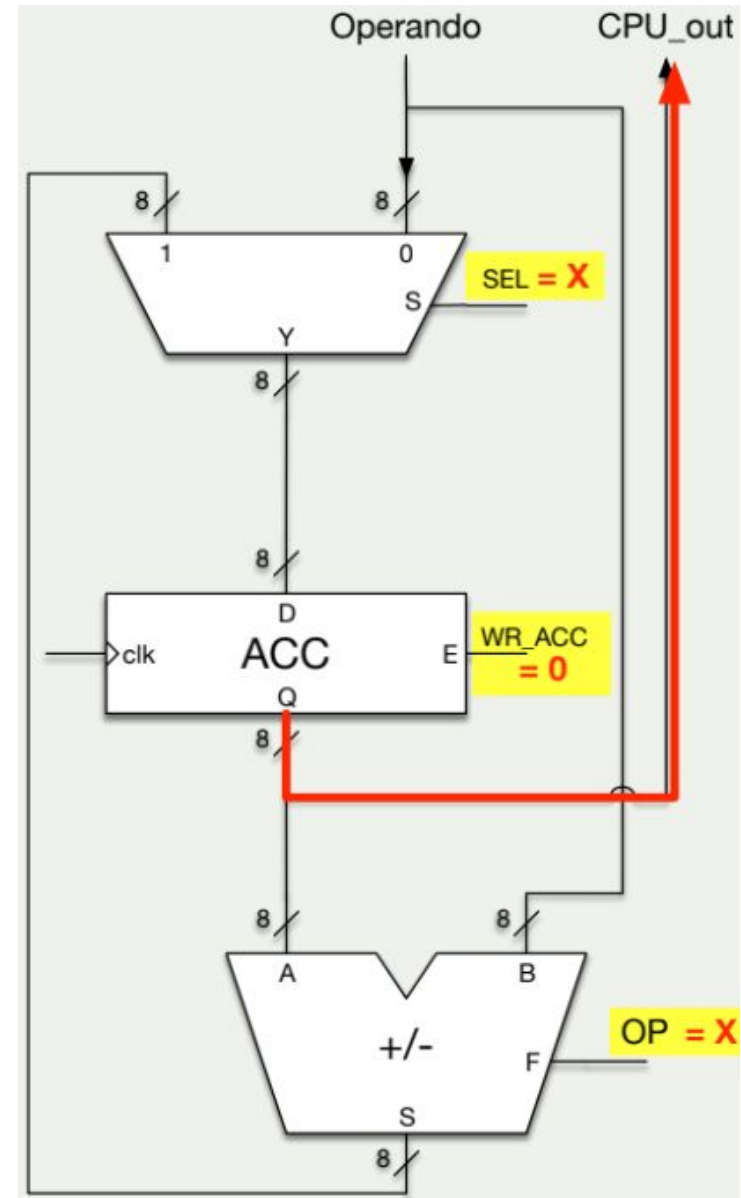 Operando CPU_out
8 8
1 0
SEL = X
S
Y
8
8
D
clk ACC E
WR_ACC
= 0
Q
8
8 8
A B
+/-
OP = X
F
S
8